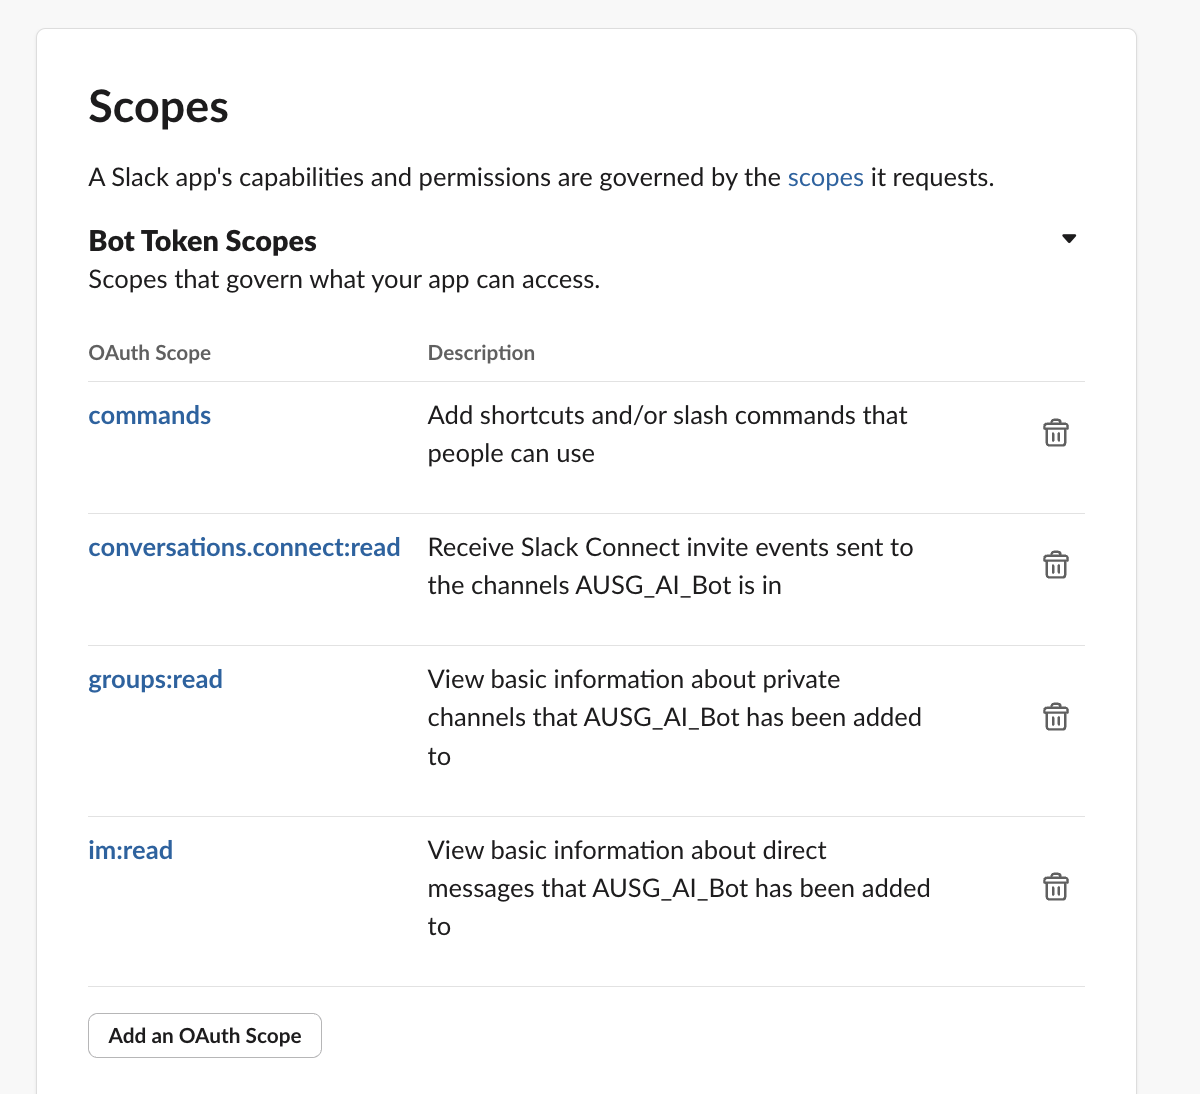 Scopes
A Slack app's capabilities and permissions are governed by the scopes it requests.
Bot Token Scopes
Scopes that govern what your app can access.
OAuth Scope Description
commands Add shortcuts and/or slash commands that
people can use
conversations.connect:read Receive Slack Connect invite events sent to
the channels AUSG_AI_Bot is in
groups:read View basic information about private
channels that AUSG_AI_Bot has been added
to
im:read View basic information about direct
messages that AUSG_AI_Bot has been added
to
Add an OAuth Scope